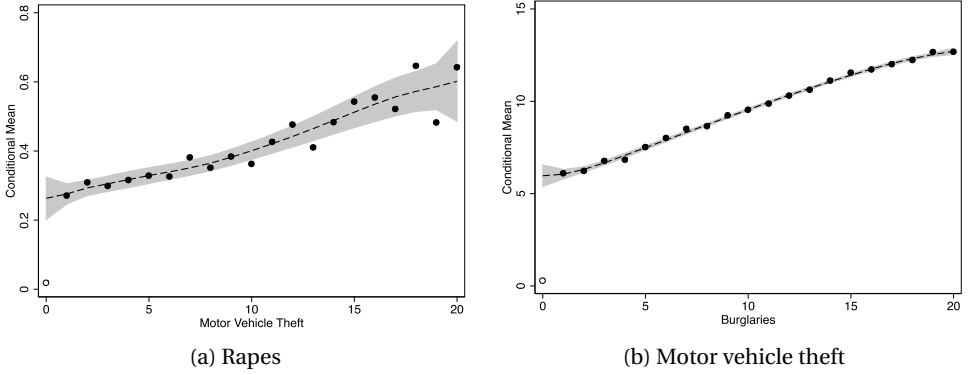 0.8
0.6
0.4
0.2
0
Conditional Mean
0 5 10 15 20
Motor Vehicle Theft
(a) Rapes
15
10
5
0
Conditional Mean
0 5 10 15 20
Burglaries
(b) Motor vehicle theft